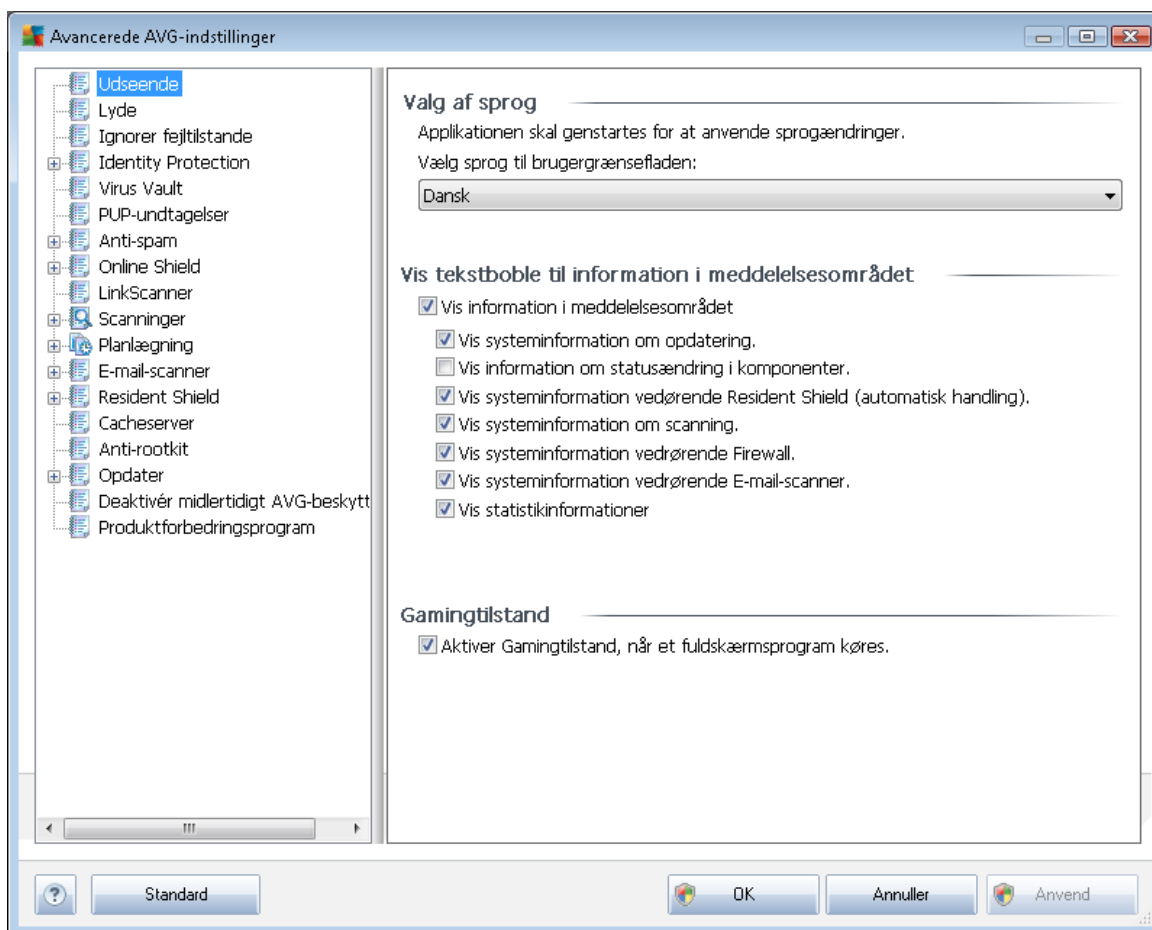 Avancerede AVG-indstillinger
Udseende
Lyde
Ignorer fejltilstande
Identity Protection
Virus Vault
PUP-undtagelser
Anti-spam
Online Shield
LinkScanner
Scanninger
Planlægning
E-mail-scanner
Resident Shield
Cacheserver
Anti-rootkit
Opdater
Deaktivér midlertidigt AVG-beskytt
Produktforbedringsprogram
Valg af sprog
Applikationen skal genstartes for at anvende sprogændringer.
Vælg sprog til brugergrænsefladen:
Dansk
Vis tekstboble til information i meddelelsesområdet
Vis information i meddelelsesområdet
Vis systeminformation om opdatering.
Vis information om statusændring i komponenter.
Vis systeminformation vedørende Resident Shield (automatisk handling).
Vis systeminformation om scanning.
Vis systeminformation vedrørende Firewall.
Vis systeminformation vedrørende E-mail-scanner.
Vis statistikinformationer
Gamingtilstand
Aktiver Gamingtilstand, når et fuldskærmsprogram køres.
? Standard OK Annuller Anvend